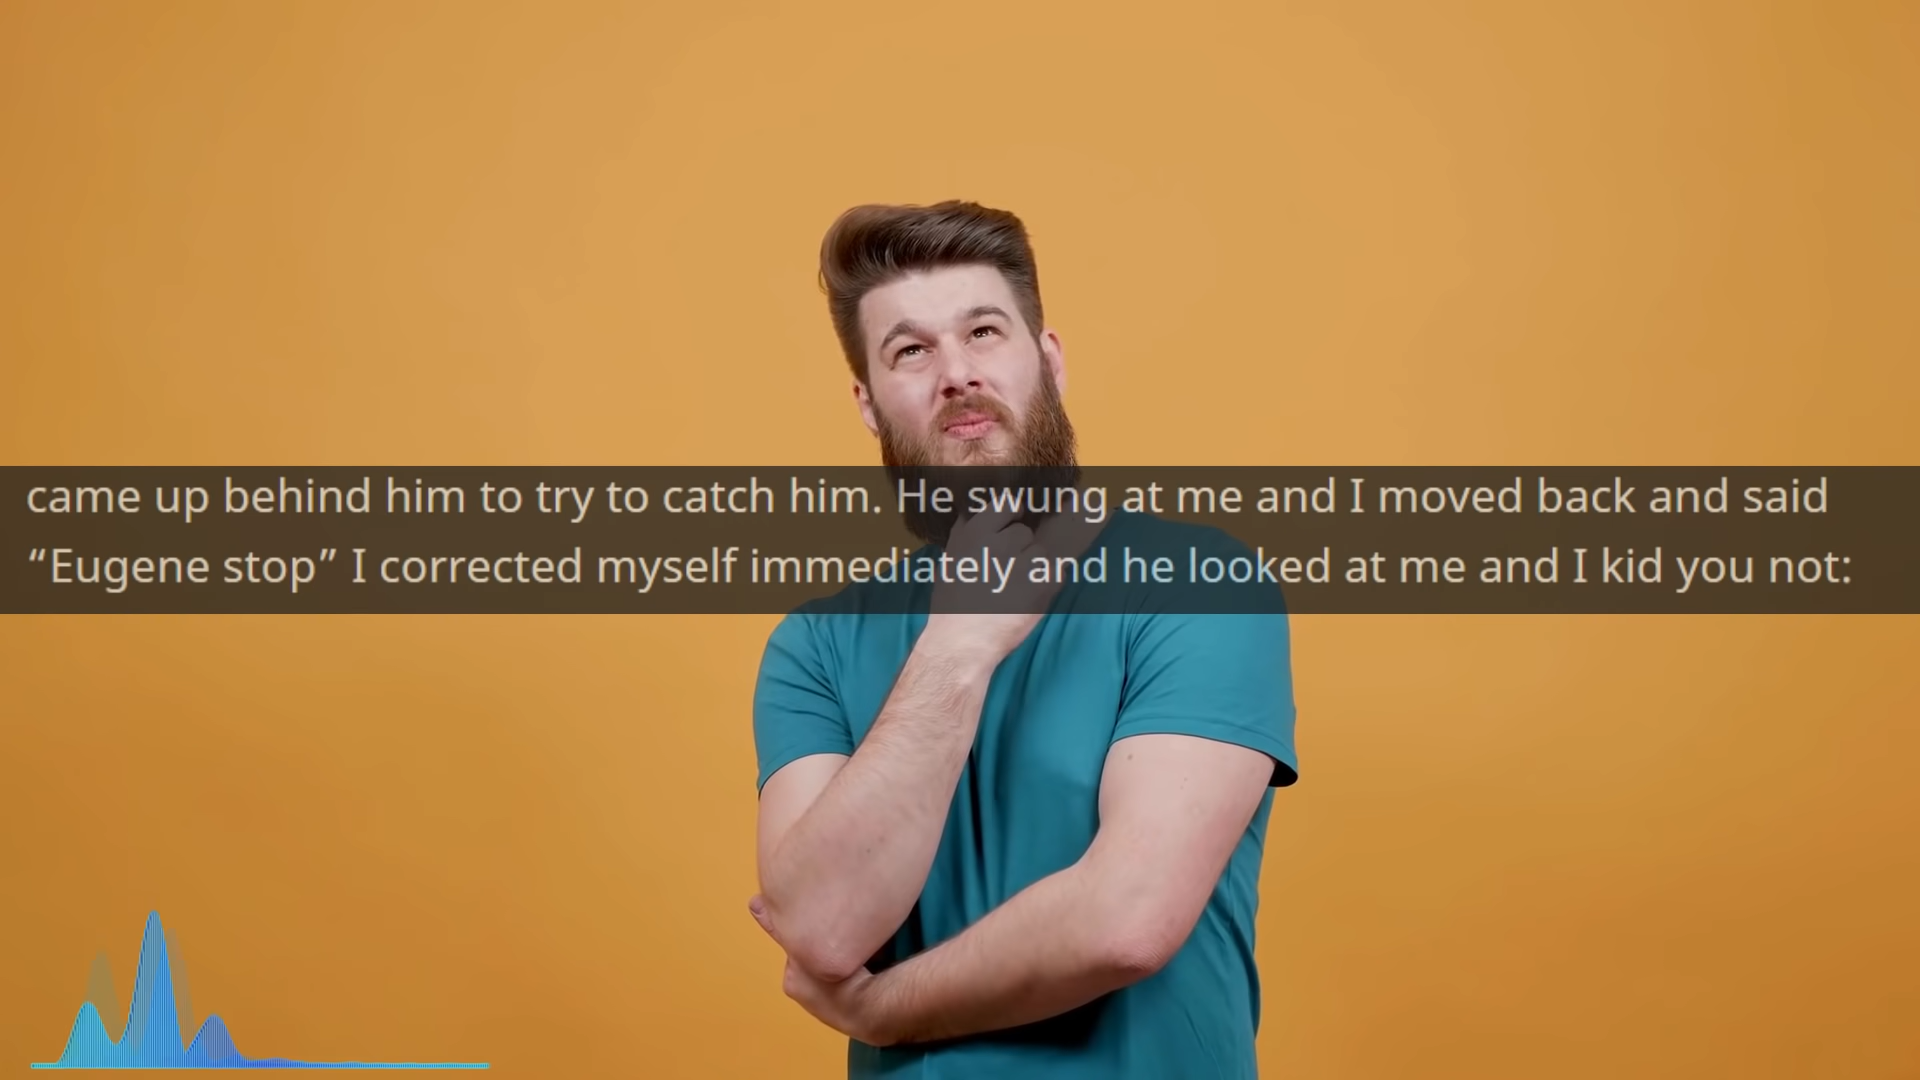 came up behind him to try to catch him. He swung at me and I moved back and said
“Eugene stop” I corrected myself immediately and he looked at me and I kid you not: